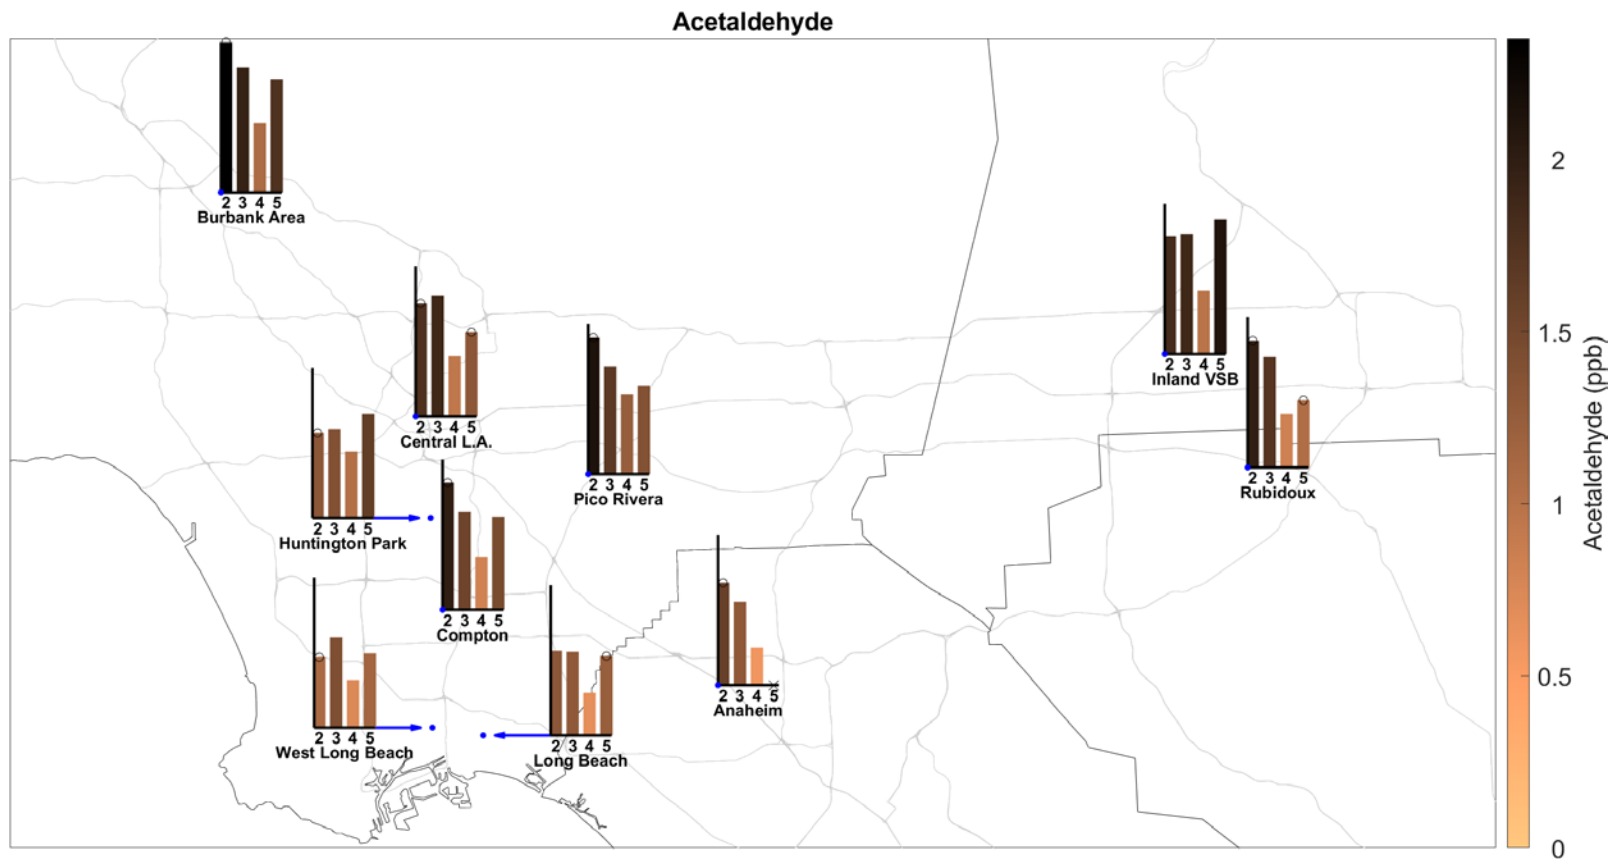 Acetaldehyde
2 3 4 5
Burbank Area
2 3 4 5
Central L.A.
2 3 4 5
Pico Rivera
2 3 4 5
Inland VSB
2 3 4 5
Rubidoux
2 3 4 5
Huntington Park
2 3 4 5
Compton
2 3 4 5
West Long Beach
2 3 4 5
Long Beach
2 3 4 5
Anaheim
2
1.5
1
0.5
0
Acetaldehyde (ppb)